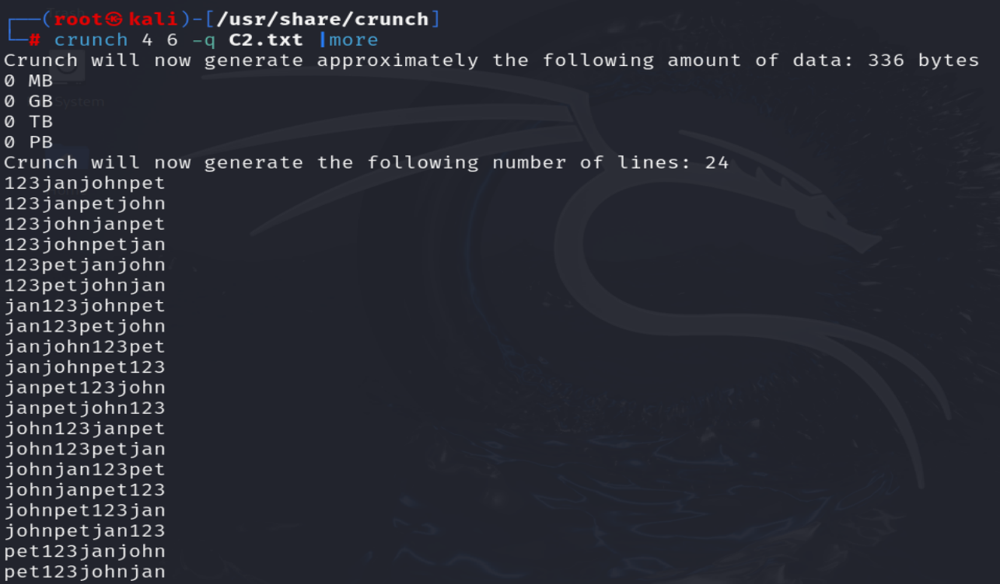 ┌──(root㉿kali)-[/usr/share/crunch]
└─# crunch 4 6 -q C2.txt |more
Crunch will now generate approximately the following amount of data: 336 bytes
0 MB
0 GB System
0 TB
0 PB
Crunch will now generate the following number of lines: 24
123janjohnpet
123janpetjohn
123johnjanpet
123johnpetjan
123petjanjohn
123petjohnjan
jan123johnpet
jan123petjohn
janjohn123pet
janjohnpet123
janpet123john
janpetjohn123
john123janpet
john123petjan
johnjan123pet
johnjanpet123
johnpet123jan
johnpetjan123
pet123janjohn
pet123johnjan